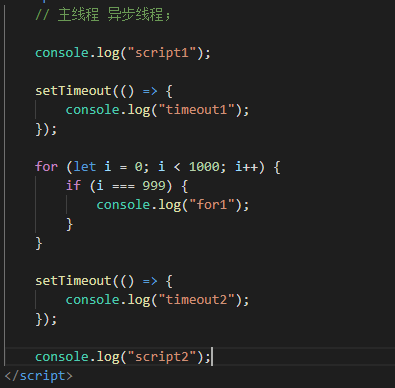 // 主线程 异步线程；
console.log("script1");
setTimeout(() => {
console.log("timeout1");
});
for (let i = 0; i < 1000; i++) {
if (i === 999) {
console.log("for1");
}
}
setTimeout(() => {
console.log("timeout2");
});
console.log("script2");
</script>